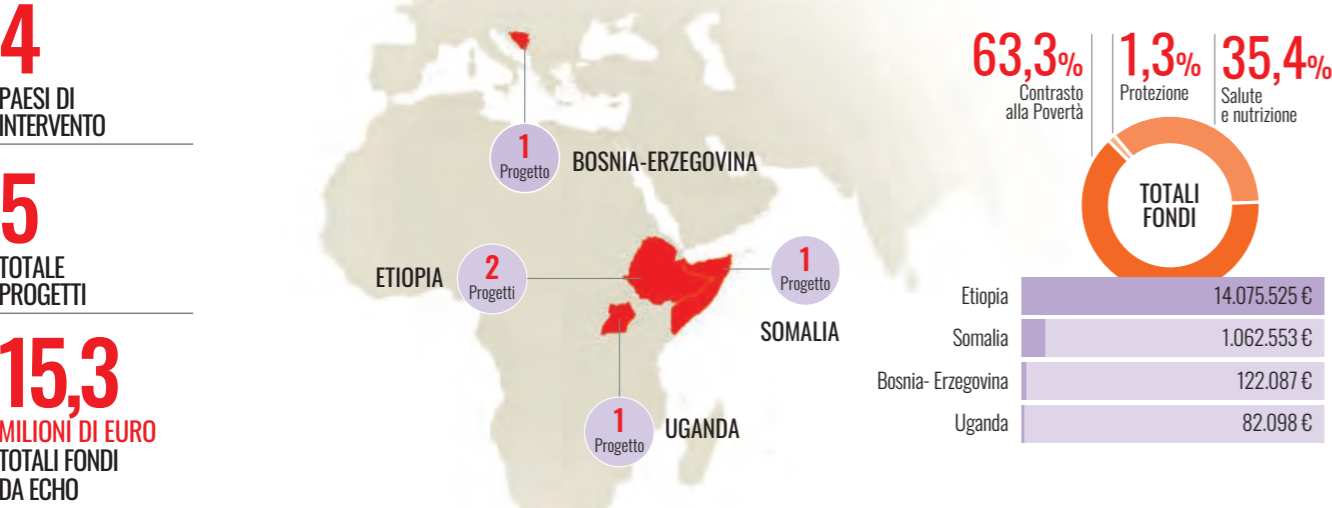 4
PAESI DI
INTERVENTO
5
TOTALE
PROGETTI
15,3
MILIONI DI EURO
TOTALI FONDI
DA ECHO
1
Progetto
BOSNIA-ERZEGOVINA
ETIOPIA
2
Progetti
1
Progetto
SOMALIA
1
Progetto
UGANDA
63,3%
Contrasto
alla Povertà
1,3%
Protezione
35,4%
Salute
e nutrizione
TOTALI
FONDI
Etiopia 14.075.525 €
Somalia 1.062.553 €
Bosnia- Erzegovina 122.087 €
Uganda 82.098 €